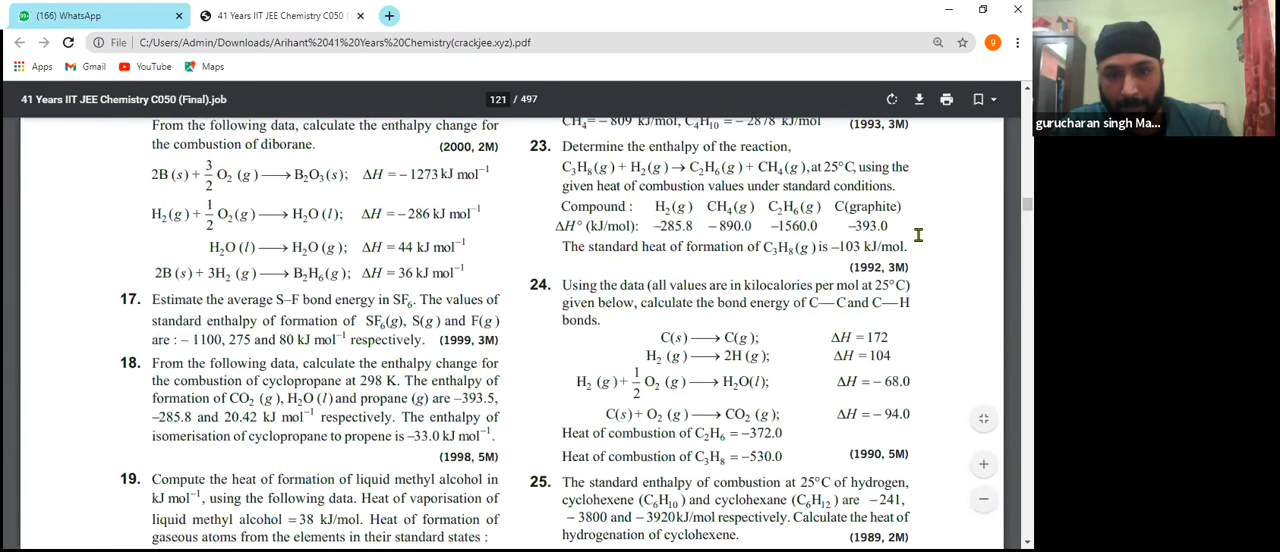 (166) WhatsApp
41 Years IIT JEE Chemistry C050 (
File
C:/Users/Admin/Downloads/Arihant%2041%20Years%20Chemistry(crackjee.xyz).pdf
g
Apps
Gmail
YouTube
Maps
41 Years IIT JEE Chemistry C050 (Final).job
121 / 497
gurucharan singh Ma...
From the following data, calculate the enthalpy change for
the combustion of diborane. (2000, 2M)
2B (s) + 3/2 O₂ (g) ⟶ B₂O₃(s); ΔH = − 1273 kJ mol⁻¹
H₂(g) + 1/2 O₂(g) ⟶ H₂O (l); ΔH = −286 kJ mol⁻¹
H₂O (l) ⟶ H₂O (g); ΔH = 44 kJ mol⁻¹
2B (s) + 3H₂ (g) ⟶ B₂H₆(g); ΔH = 36 kJ mol⁻¹
17. Estimate the average S–F bond energy in SF₆. The values of
standard enthalpy of formation of SF₆(g), S(g) and F(g)
are : − 1100, 275 and 80 kJ mol⁻¹ respectively. (1999, 3M)
18. From the following data, calculate the enthalpy change for
the combustion of cyclopropane at 298 K. The enthalpy of
formation of CO₂ (g), H₂O (l) and propane (g) are −393.5,
−285.8 and 20.42 kJ mol⁻¹ respectively. The enthalpy of
isomerisation of cyclopropane to propene is −33.0 kJ mol⁻¹.
(1998, 5M)
19. Compute the heat of formation of liquid methyl alcohol in
kJ mol⁻¹, using the following data. Heat of vaporisation of
liquid methyl alcohol = 38 kJ/mol. Heat of formation of
gaseous atoms from the elements in their standard states :
CH₄ = − 809 kJ/mol, C₄H₁₀ = − 2878 kJ/mol
(1993, 3M)
23. Determine the enthalpy of the reaction,
C₃H₈(g) + H₂(g) → C₂H₆(g) + CH₄(g), at 25°C, using the
given heat of combustion values under standard conditions.
Compound : H₂(g) CH₄(g) C₂H₆(g) C(graphite)
ΔH° (kJ/mol): −285.8 − 890.0 −1560.0 −393.0
The standard heat of formation of C₃H₈(g) is −103 kJ/mol.
(1992, 3M)
24. Using the data (all values are in kilocalories per mol at 25°C)
given below, calculate the bond energy of C—C and C—H
bonds.
C(s) ⟶ C(g); ΔH = 172
H₂ (g) ⟶ 2H (g); ΔH = 104
H₂ (g) + 1/2 O₂ (g) ⟶ H₂O(l); ΔH = − 68.0
C(s) + O₂ (g) ⟶ CO₂ (g); ΔH = − 94.0
Heat of combustion of C₂H₆ = −372.0
Heat of combustion of C₃H₈ = −530.0 (1990, 5M)
25. The standard enthalpy of combustion at 25°C of hydrogen,
cyclohexene (C₆H₁₀) and cyclohexane (C₆H₁₂) are − 241,
− 3800 and − 3920kJ/mol respectively. Calculate the heat of
hydrogenation of cyclohexene. (1989, 2M)